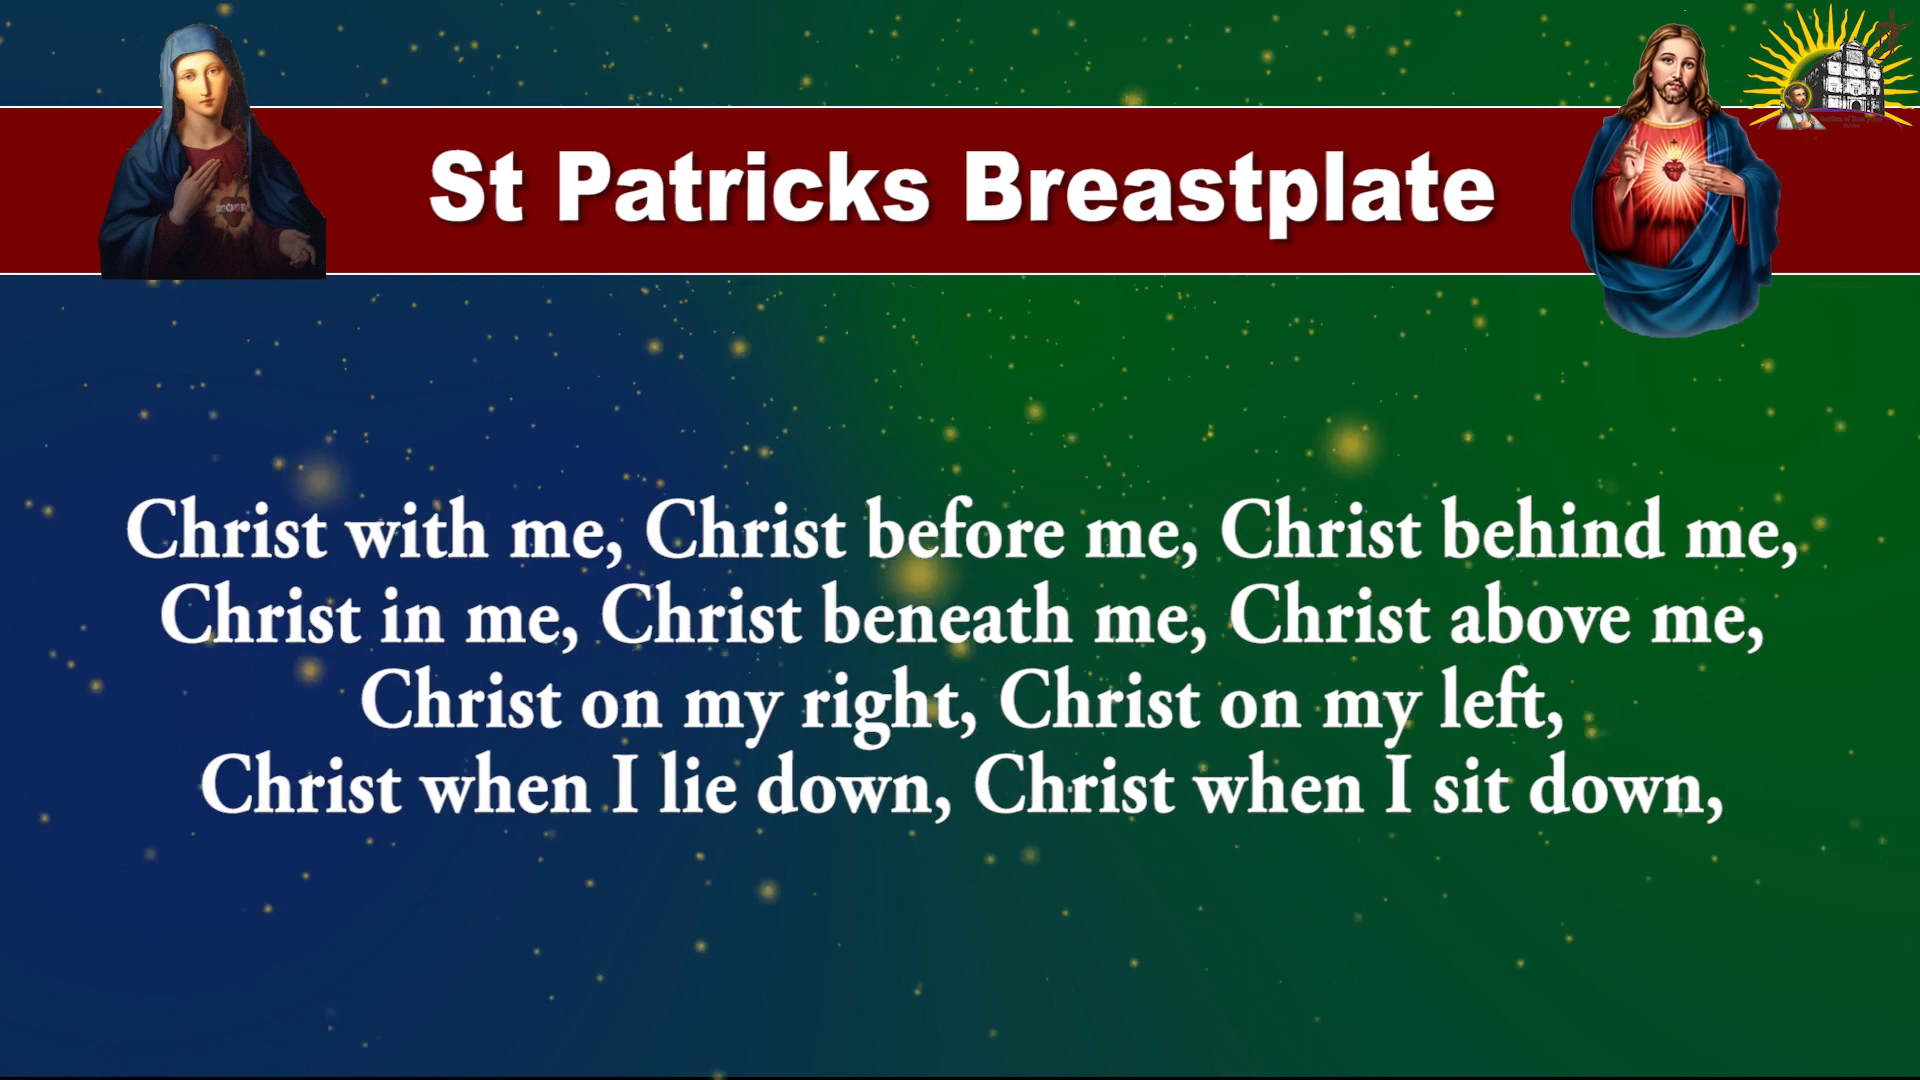 St Patricks Breastplate
Christ with me, Christ before me, Christ behind me,
Christ in me, Christ beneath me, Christ above me,
Christ on my right, Christ on my left,
Christ when I lie down, Christ when I sit down,